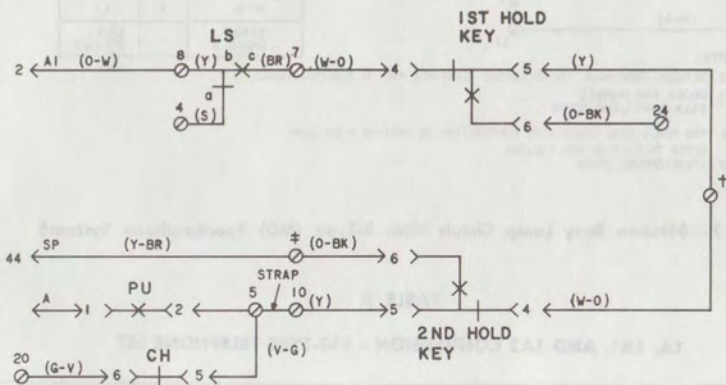 LS
1ST HOLD
KEY
2 A1 (O-W) 8 (Y) b c (BR) 7 (W-O) 4 5 (Y)
a
4 (S) 6 (O-BK) 24
†
44 SP (Y-BR) ‡ (O-BK) 6
STRAP
A 1 PU 2 5 10 (Y) 5 4 (W-O)
(V-G) 2ND HOLD
KEY
20 (G-V) 6 CH 5